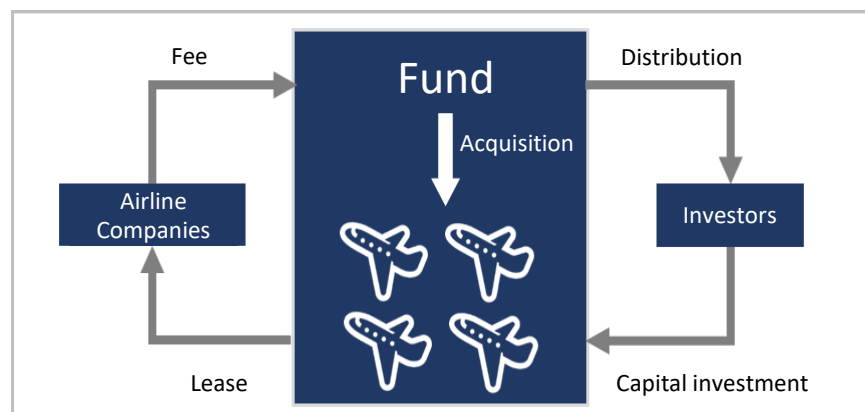 Fee
Fund
Distribution
Acquisition
Airline
Companies
Investors
Lease
Capital investment